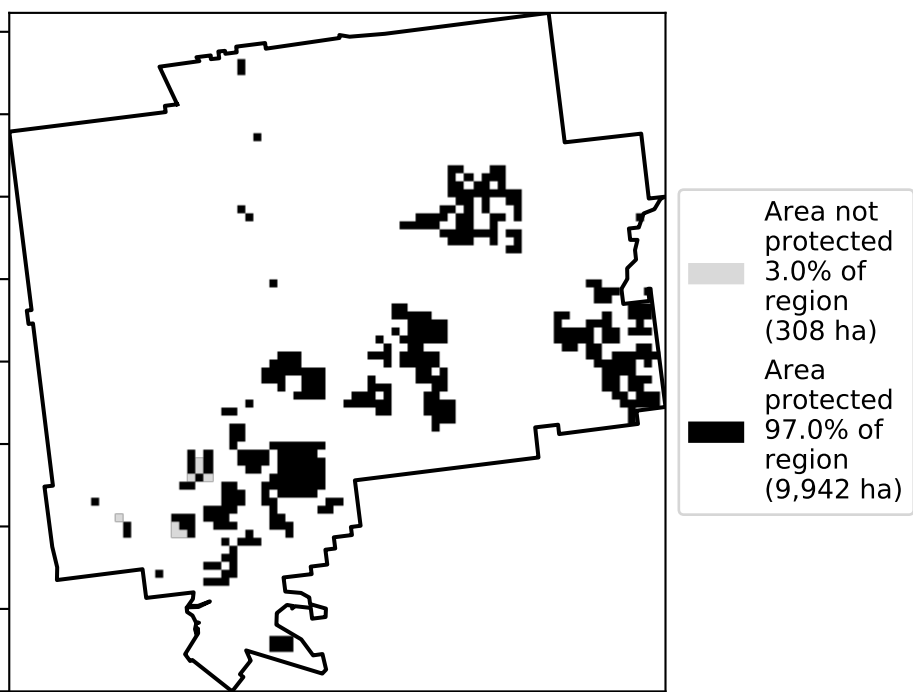 Area not
protected
3.0% of
region
(308 ha)
Area
protected
97.0% of
region
(9,942 ha)